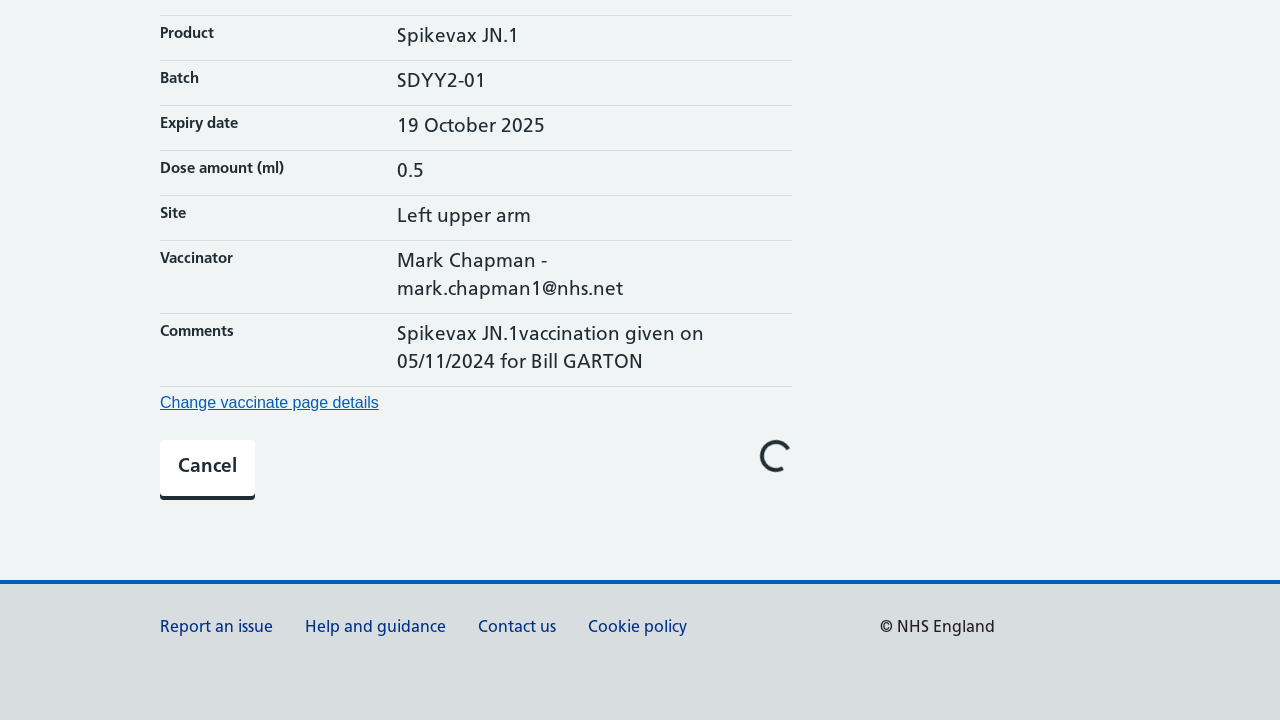 Product
Spikevax JN.1
Batch
SDYY2-01
Expiry date
19 October 2025
Dose amount (ml)
0.5
Site
Left upper arm
Vaccinator
Mark Chapman -
mark.chapman1@nhs.net
Comments
Spikevax JN.1vaccination given on
05/11/2024 for Bill GARTON
Change vaccinate page details
Cancel
Report an issue
Help and guidance
Contact us
Cookie policy
© NHS England